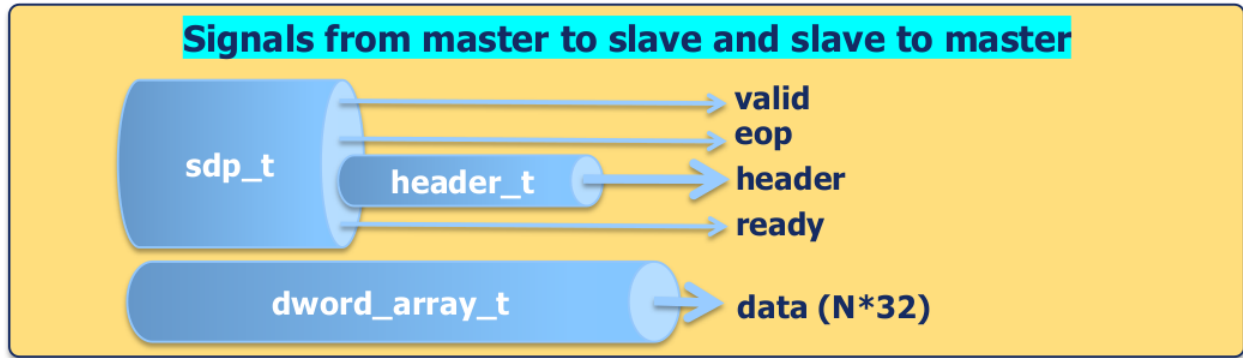 Signals from master to slave and slave to master
valid
eop
sdp_t
header_t
header
ready
dword_array_t
data (N*32)